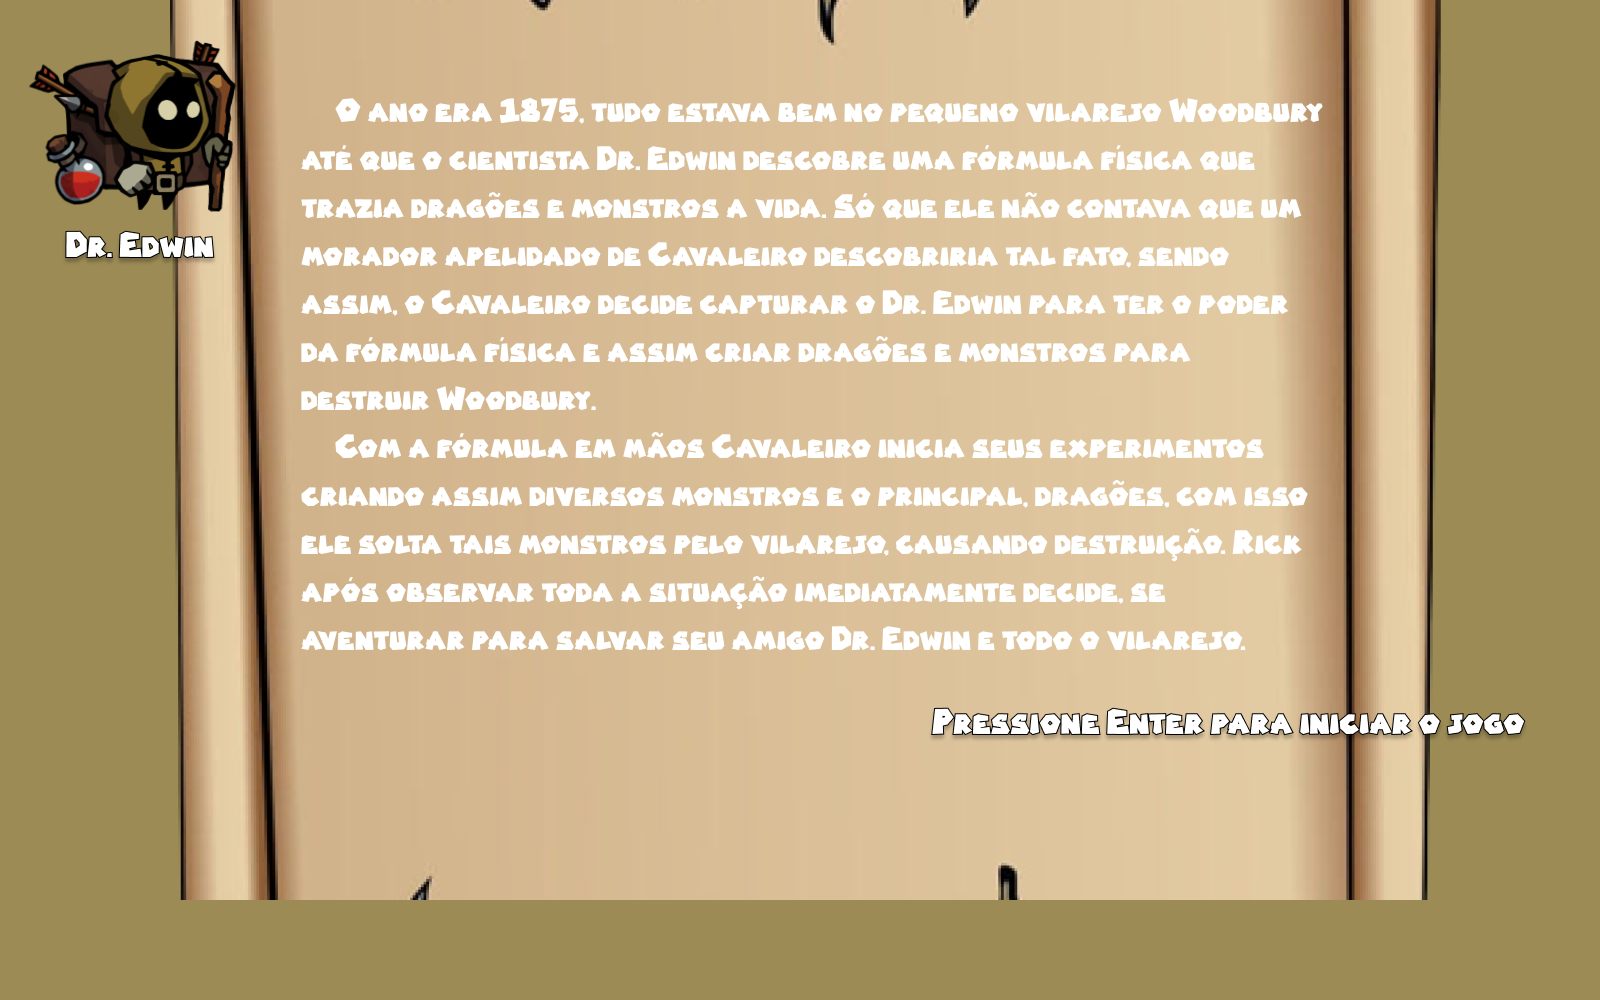 Dr. Edwin
O ano era 1875, tudo estava bem no pequeno vilarejo Woodbury
até que o cientista Dr. Edwin descobre uma fórmula física que
trazia dragões e monstros a vida. Só que ele não contava que um
morador apelidado de Cavaleiro descobriria tal fato, sendo
assim, o Cavaleiro decide capturar o Dr. Edwin para ter o poder
da fórmula física e assim criar dragões e monstros para
destruir Woodbury.
Com a fórmula em mãos Cavaleiro inicia seus experimentos
criando assim diversos monstros e o principal, dragões, com isso
ele solta tais monstros pelo vilarejo, causando destruição. Rick
após observar toda a situação imediatamente decide, se
aventurar para salvar seu amigo Dr. Edwin e todo o vilarejo.
Pressione Enter para iniciar o jogo